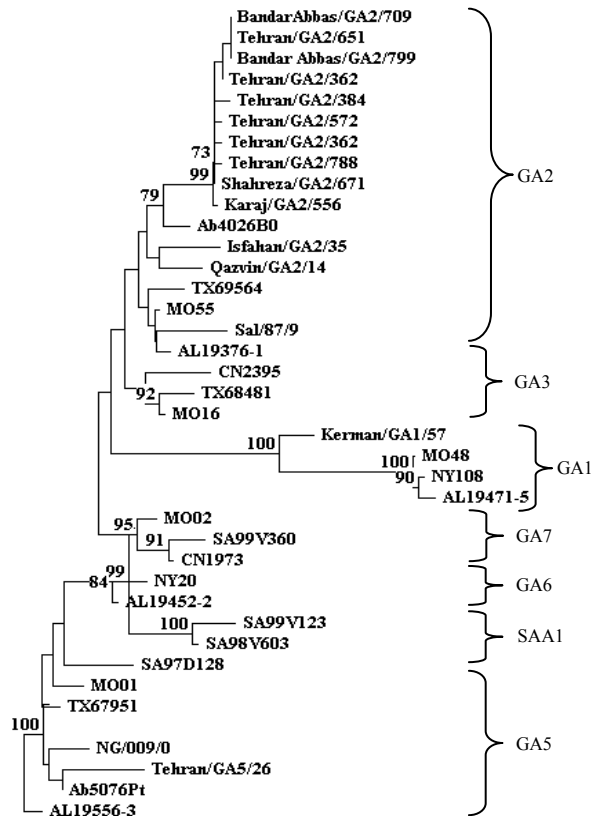 BandarAbbas/GA2/709
Tehran/GA2/651
Bandar Abbas/GA2/799
Tehran/GA2/362
Tehran/GA2/384
Tehran/GA2/572
Tehran/GA2/362
73
Tehran/GA2/788
99
Shahreza/GA2/671
GA2
79
Karaj/GA2/556
Ab4026B0
Isfahan/GA2/35
Qazvin/GA2/14
TX69564
MO55
Sal/87/9
AL19376-1
CN2395
GA3
92
TX68481
MO16
Kerman/GA1/57
100
MO48
100
GA1
NY108
90
AL19471-5
MO02
95
SA99V360
GA7
91
CN1973
99
NY20
84
GA6
AL19452-2
SA99V123
100
SAA1
SA98V603
SA97D128
MO01
TX67951
100
GA5
NG/009/0
Tehran/GA5/26
Ab5076Pt
AL19556-3